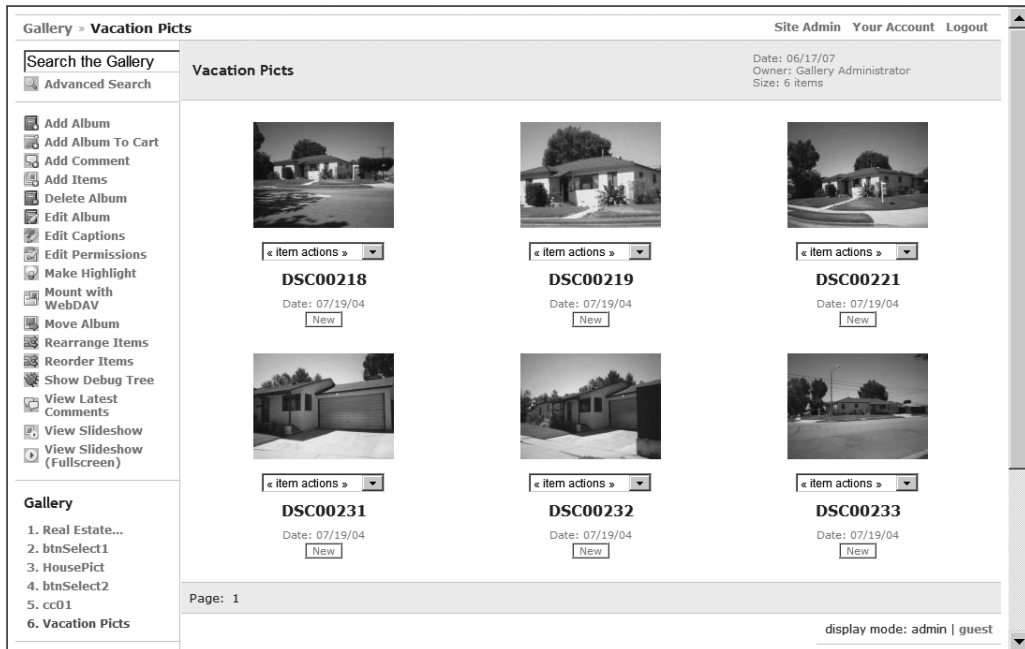 Gallery » Vacation Picts
Site Admin Your Account Logout
Search the Gallery
Advanced Search
Add Album
Add Album To Cart
Add Comment
Add Items
Delete Album
Edit Album
Edit Captions
Edit Permissions
Make Highlight
Mount with
WebDAV
Move Album
Rearrange Items
Reorder Items
Show Debug Tree
View Latest
Comments
View Slideshow
View Slideshow
(Fullscreen)
Gallery
1. Real Estate...
2. btnSelect1
3. HousePict
4. btnSelect2
5. cc01
6. Vacation Picts
Vacation Picts
Date: 06/17/07
Owner: Gallery Administrator
Size: 6 items
« item actions » « item actions » « item actions »
DSC00218 DSC00219 DSC00221
Date: 07/19/04 Date: 07/19/04 Date: 07/19/04
New New New
« item actions » « item actions » « item actions »
DSC00231 DSC00232 DSC00233
Date: 07/19/04 Date: 07/19/04 Date: 07/19/04
New New New
Page: 1
display mode: admin | guest